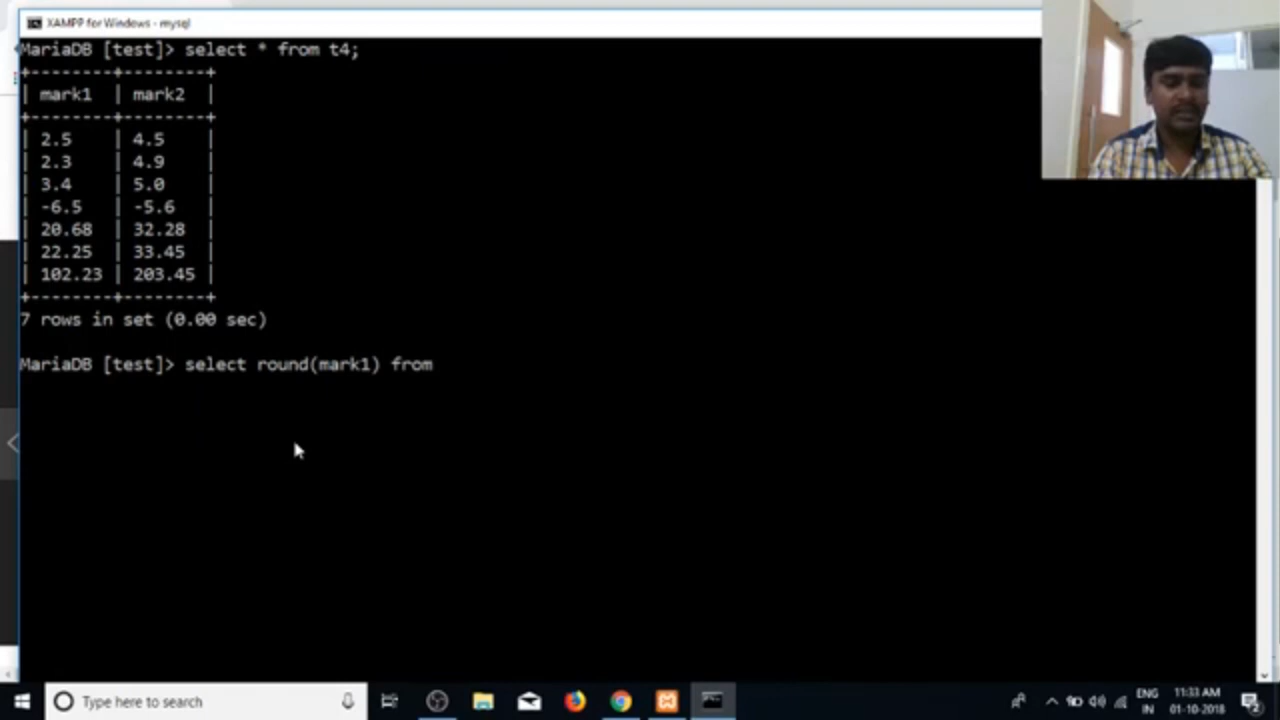 XAMPP for Windows - mysql
MariaDB [test]> select * from t4;
+--------+--------+
| mark1  | mark2  |
+--------+--------+
| 2.5    | 4.5    |
| 2.3    | 4.9    |
| 3.4    | 5.0    |
| -6.5   | -5.6   |
| 20.68  | 32.28  |
| 22.25  | 33.45  |
| 102.23 | 203.45 |
+--------+--------+
7 rows in set (0.00 sec)
MariaDB [test]> select round(mark1) from
Type here to search
ENG
IN
11:33 AM
01-10-2018
2